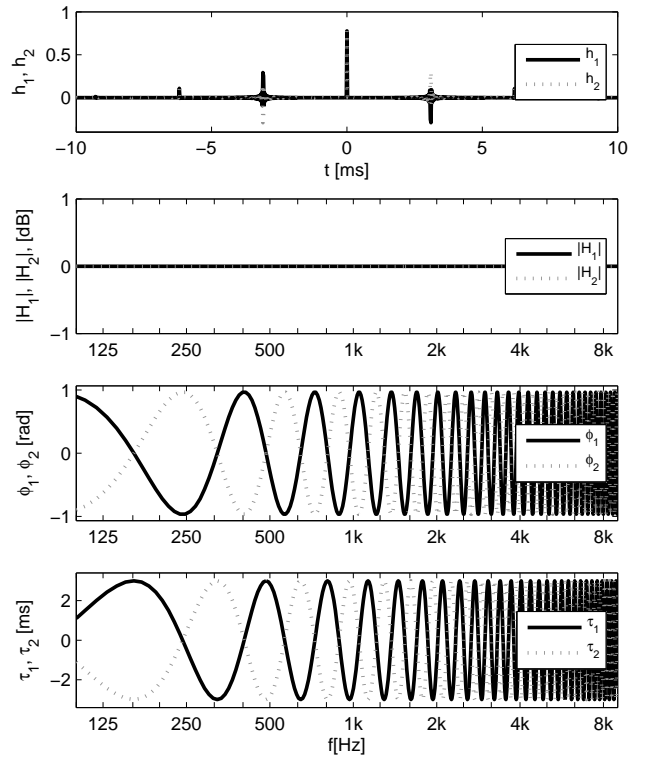 1
0.5
0
h₁, h₂
h₁
h₂
−10 −5 0 5 10
t [ms]
1
0
−1
|H₁|, |H₂|, [dB]
|H₁|
|H₂|
125 250 500 1k 2k 4k 8k
1
0
−1
ϕ₁, ϕ₂ [rad]
ϕ₁
ϕ₂
125 250 500 1k 2k 4k 8k
2
0
−2
τ₁, τ₂ [ms]
τ₁
τ₂
125 250 500 1k 2k 4k 8k
f[Hz]